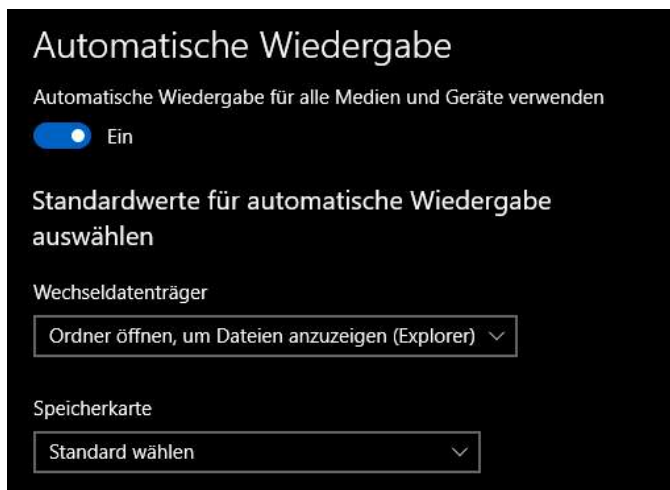 Automatische Wiedergabe
Automatische Wiedergabe für alle Medien und Geräte verwenden
Ein
Standardwerte für automatische Wiedergabe
auswählen
Wechseldatenträger
Ordner öffnen, um Dateien anzuzeigen (Explorer)
Speicherkarte
Standard wählen